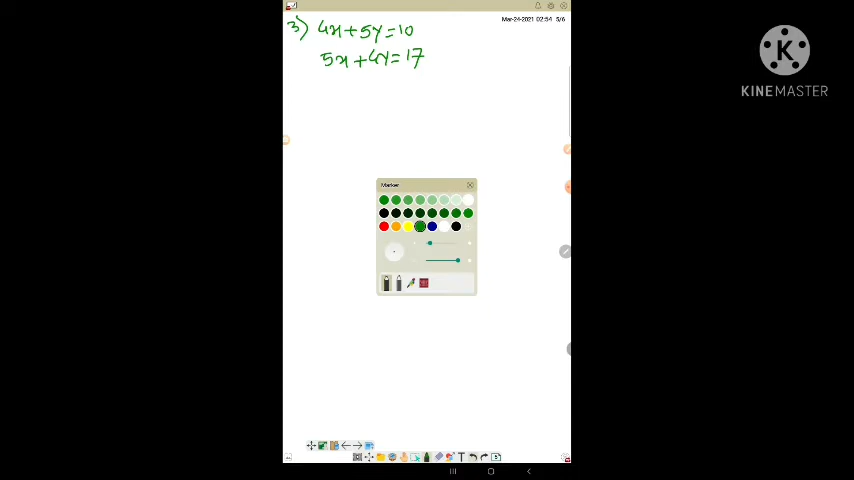 Mar-24-2021 02:54 5/6
3) 4x+5y=10
5x+4y=17
KINEMASTER
Marker